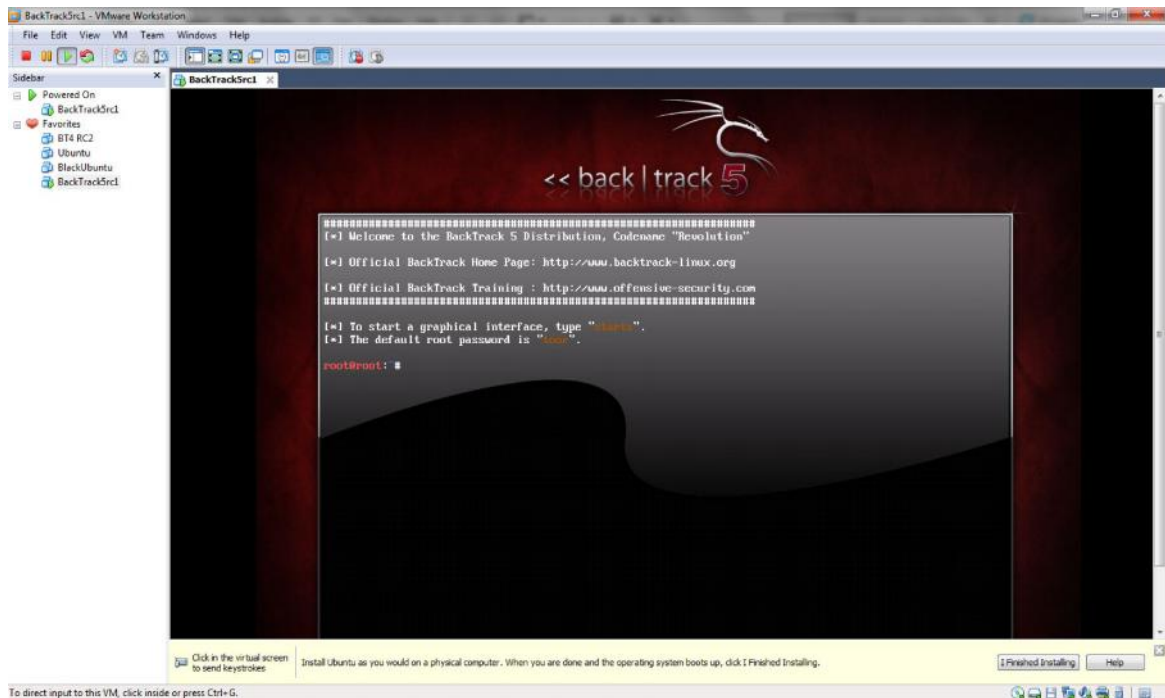 BackTrack5rc1 - VMware Workstation
File Edit View VM Team Windows Help
Sidebar
BackTrack5rc1
Powered On
BackTrack5rc1
Favorites
BT4 RC2
Ubuntu
BlackUbuntu
BackTrack5rc1
<< back | track 5
################################################################
[*] Welcome to the BackTrack 5 Distribution, Codename "Revolution"
[*] Official BackTrack Home Page: http://www.backtrack-linux.org
[*] Official BackTrack Training : http://www.offensive-security.com
################################################################
[*] To start a graphical interface, type "startx".
[*] The default root password is "toor".
root@root:~#
Click in the virtual screen
to send keystrokes
Install Ubuntu as you would on a physical computer. When you are done and the operating system boots up, click I Finished Installing.
I Finished Installing
Help
To direct input to this VM, click inside or press Ctrl+G.